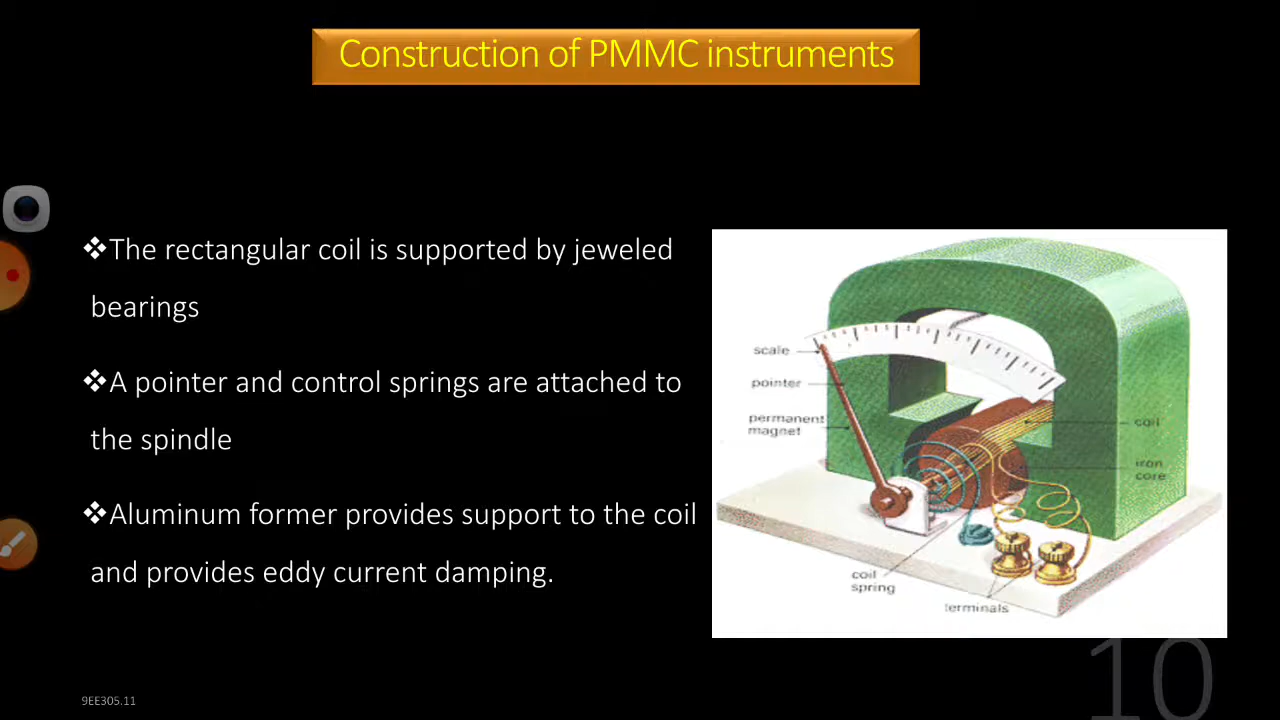 Construction of PMMC instruments
❖The rectangular coil is supported by jeweled
bearings
❖A pointer and control springs are attached to
the spindle
❖Aluminum former provides support to the coil
and provides eddy current damping.
scale
pointer
permanent
magnet
coil
iron
core
coil
spring
terminals
9EE305.11
10